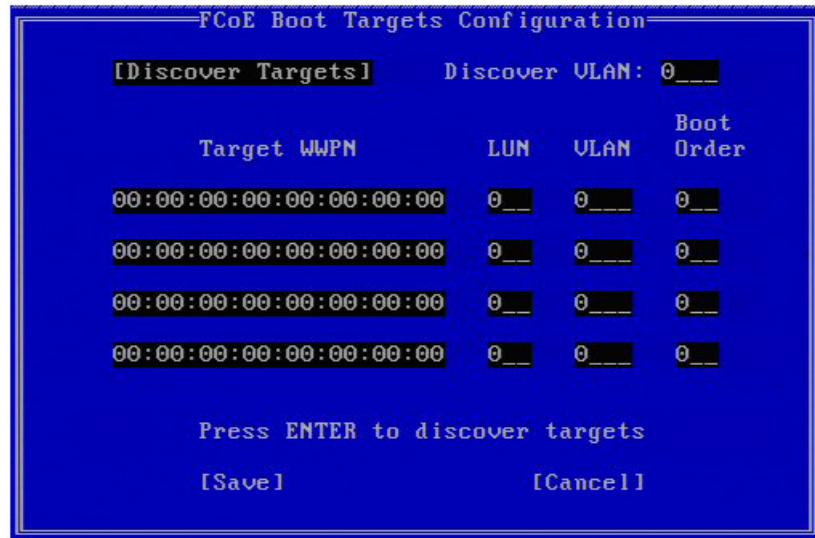 FCoE Boot Targets Configuration
[Discover Targets] Discover VLAN: 0___
Boot
Target WWPN LUN VLAN Order
00:00:00:00:00:00:00:00 0__ 0___ 0__
00:00:00:00:00:00:00:00 0__ 0___ 0__
00:00:00:00:00:00:00:00 0__ 0___ 0__
00:00:00:00:00:00:00:00 0__ 0___ 0__
Press ENTER to discover targets
[Save] [Cancel]